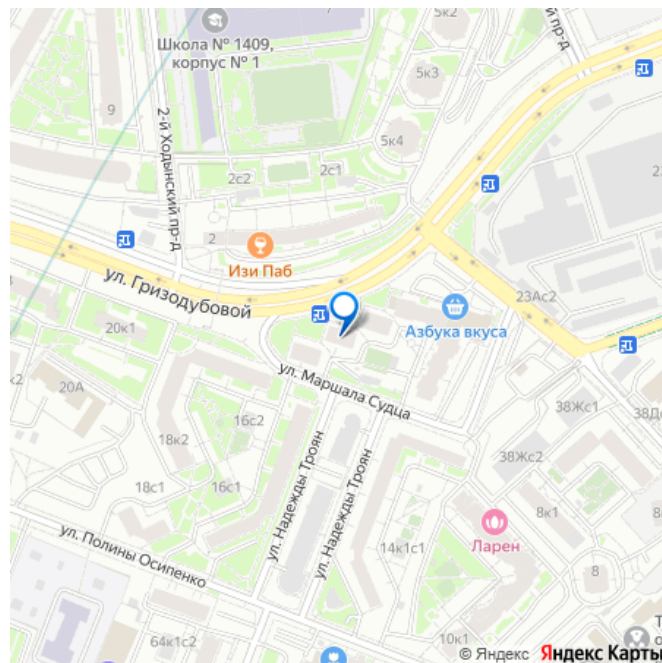 5к2
Школа № 1409,
корпус № 1
5к3
пр-д
9
2-й Ходынский пр-д
5к4
2с2
2с1
2
Изи Паб
ул. Гризодубовой
23Ас2
Азбука вкуса
20к1
20А
ул. Маршала Судца
16с2
38Жс1
18к2
38Жс2
18с1
16с1
ул. Надежды Троян
ул. Надежды Троян
8к1
Ларен
ул. Полины Осипенко
14к1с1
8
64к1с2
10к1
© Яндекс Яндекс Карты